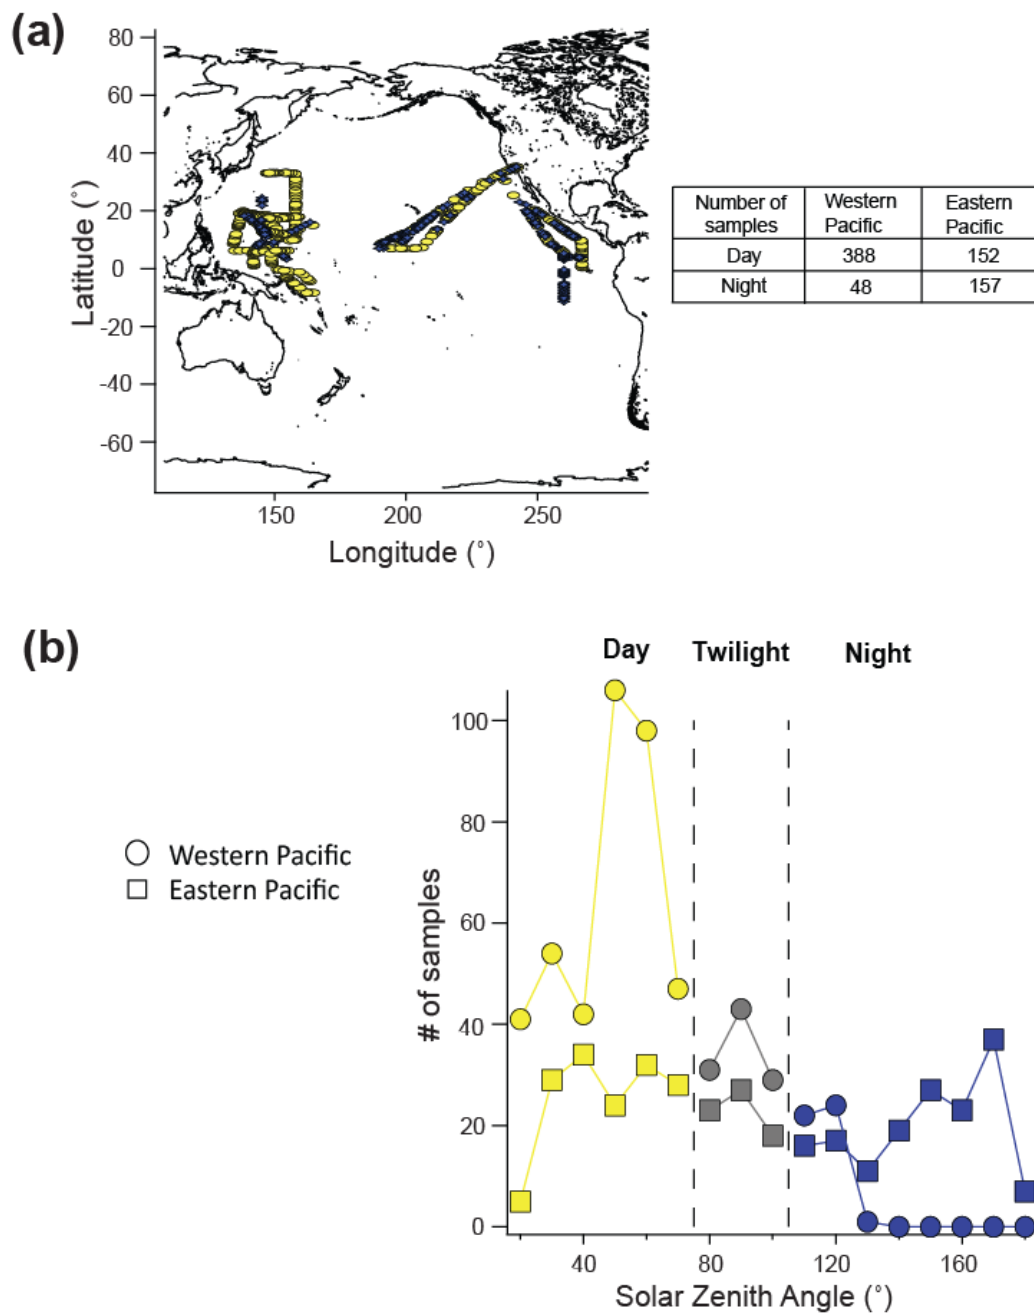 (a)
80
60
40
20
0
-20
-40
-60
Latitude (°)
150
200
250
Longitude (°)
Number of samples
Western Pacific
Eastern Pacific
Day
388
152
Night
48
157
(b)
Day
Twilight
Night
100
80
60
40
20
0
# of samples
Western Pacific
Eastern Pacific
40
80
120
160
Solar Zenith Angle (°)